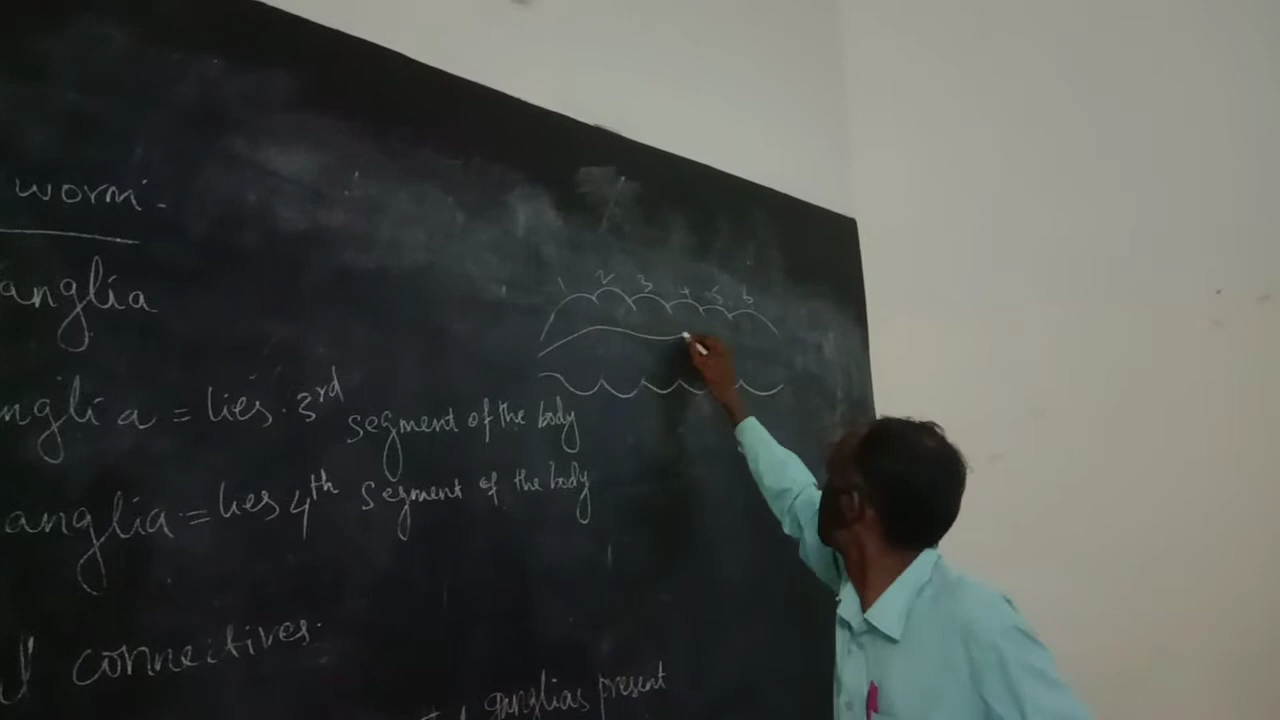 worm.
1 2 3 4 5 6
anglia
nglia = lies. 3rd segment of the body
anglia = lies 4th segment of the body
connectives.
ganglias present